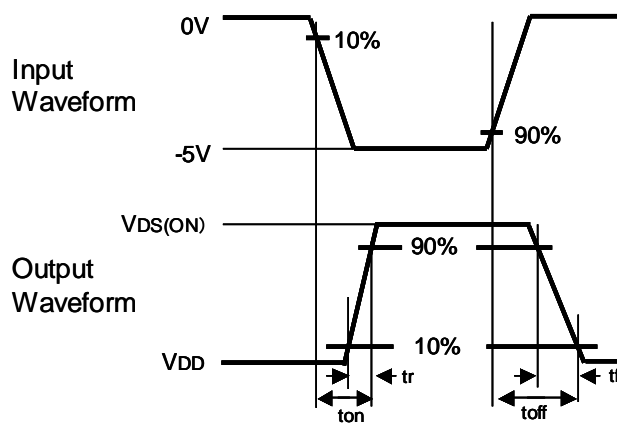 0V
10%
Input
Waveform
90%
-5V
VDS(ON)
90%
Output
Waveform
10%
VDD
tr
ton
toff